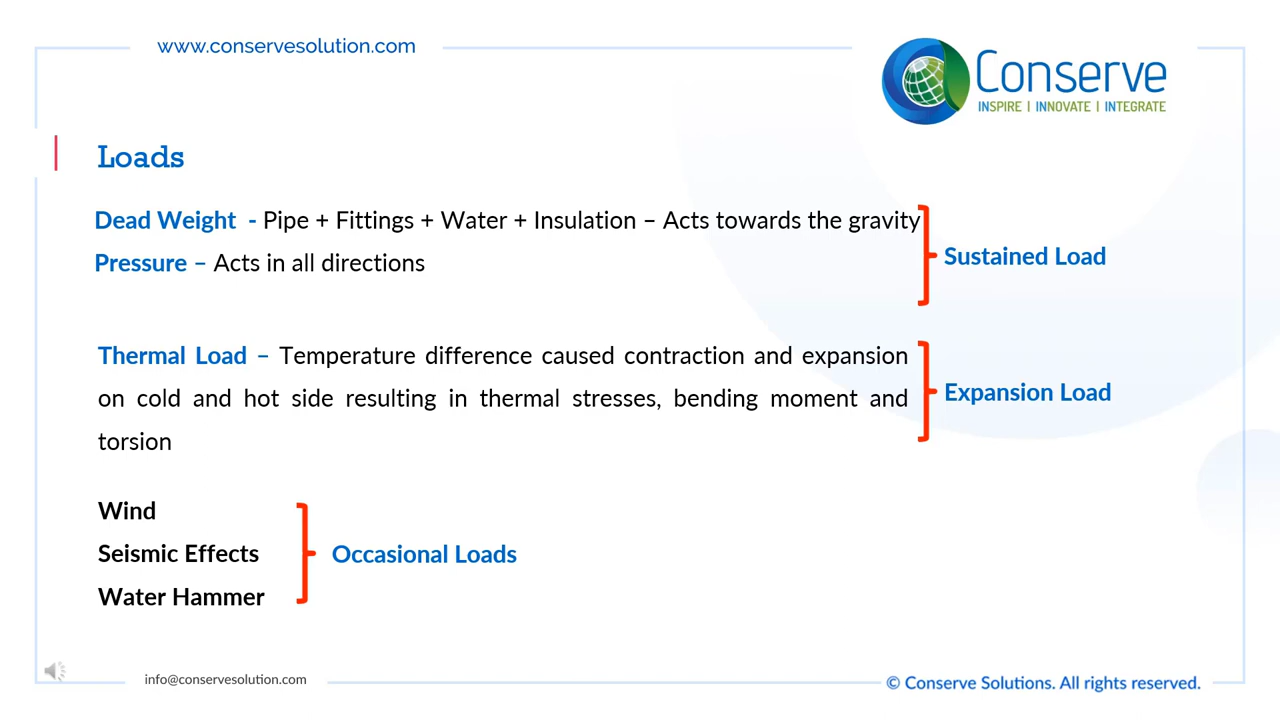 www.conservesolution.com
Conserve
INSPIRE | INNOVATE | INTEGRATE
Loads
Dead Weight - Pipe + Fittings + Water + Insulation – Acts towards the gravity
Pressure – Acts in all directions
Sustained Load
Thermal Load – Temperature difference caused contraction and expansion
on cold and hot side resulting in thermal stresses, bending moment and
torsion
Expansion Load
Wind
Seismic Effects
Water Hammer
Occasional Loads
info@conservesolution.com
© Conserve Solutions. All rights reserved.